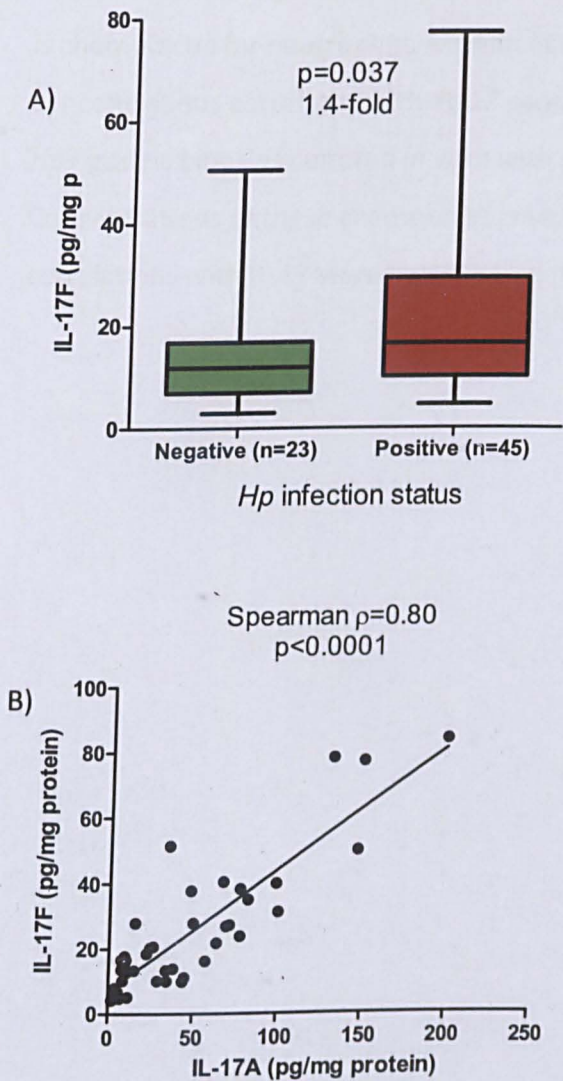 A)
IL-17F (pg/mg p
80
60
40
20
0
p=0.037
1.4-fold
Negative (n=23) Positive (n=45)
Hp infection status
Spearman ρ=0.80
p<0.0001
B)
IL-17F (pg/mg protein)
100
80
60
40
20
0
0 50 100 150 200 250
IL-17A (pg/mg protein)